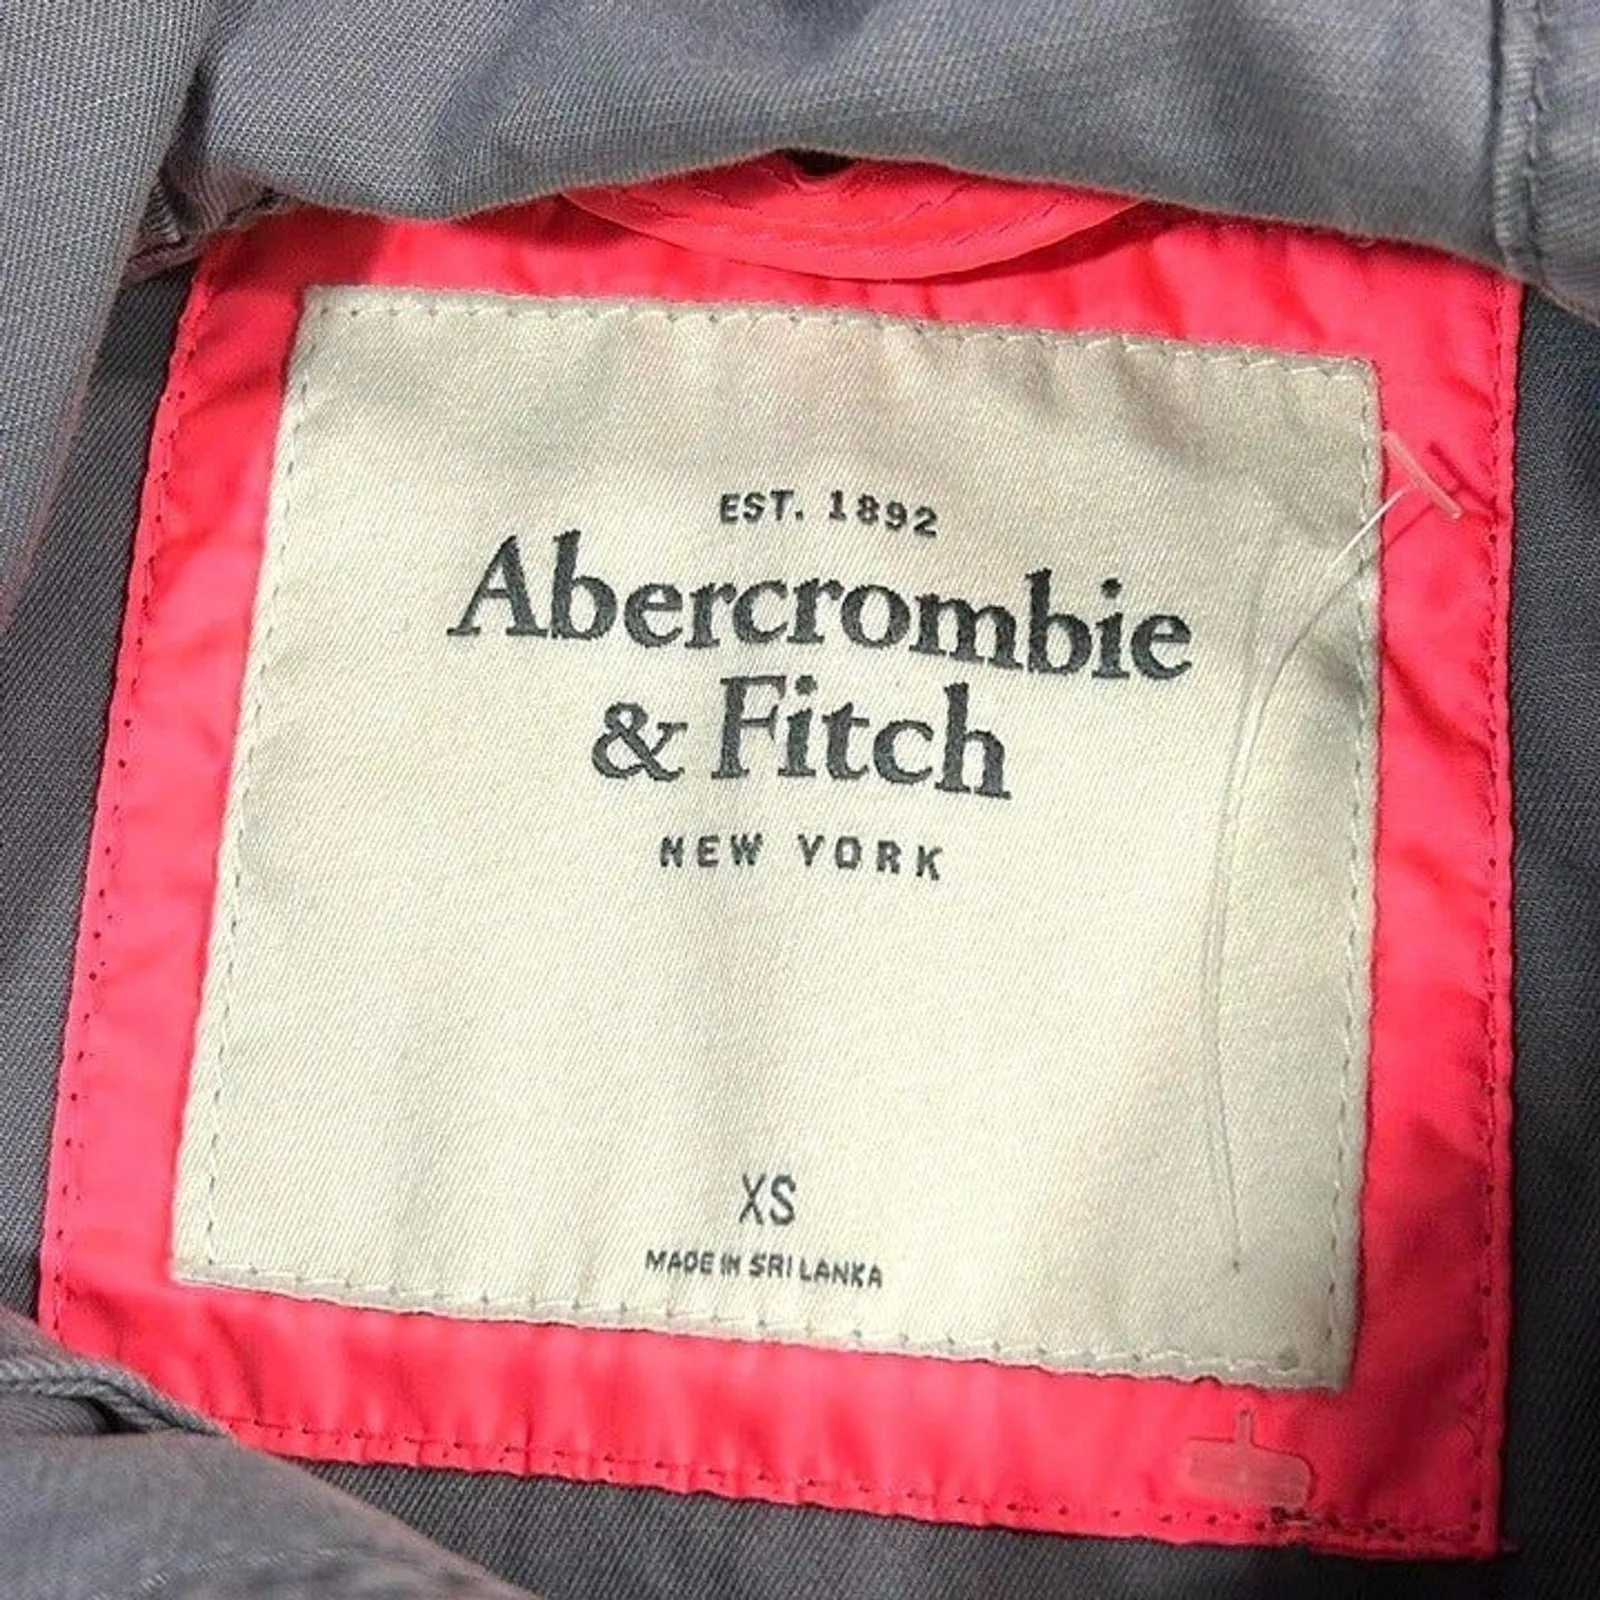 EST. 1892
Abercrombie
& Fitch
NEW YORK
XS
MADE IN SRI LANKA